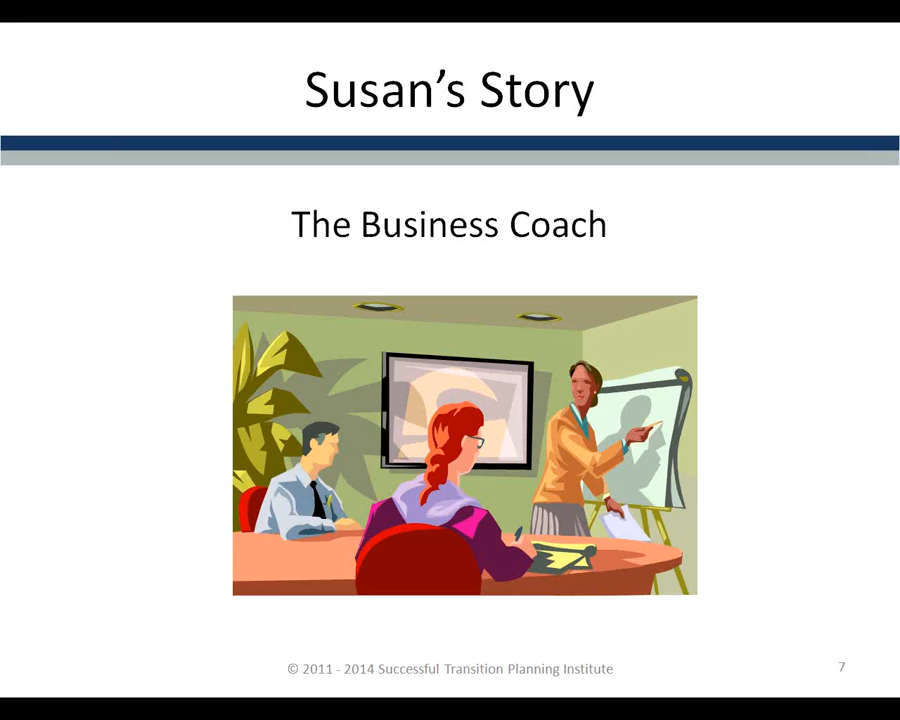 Susan’s Story
The Business Coach
© 2011 - 2014 Successful Transition Planning Institute
7